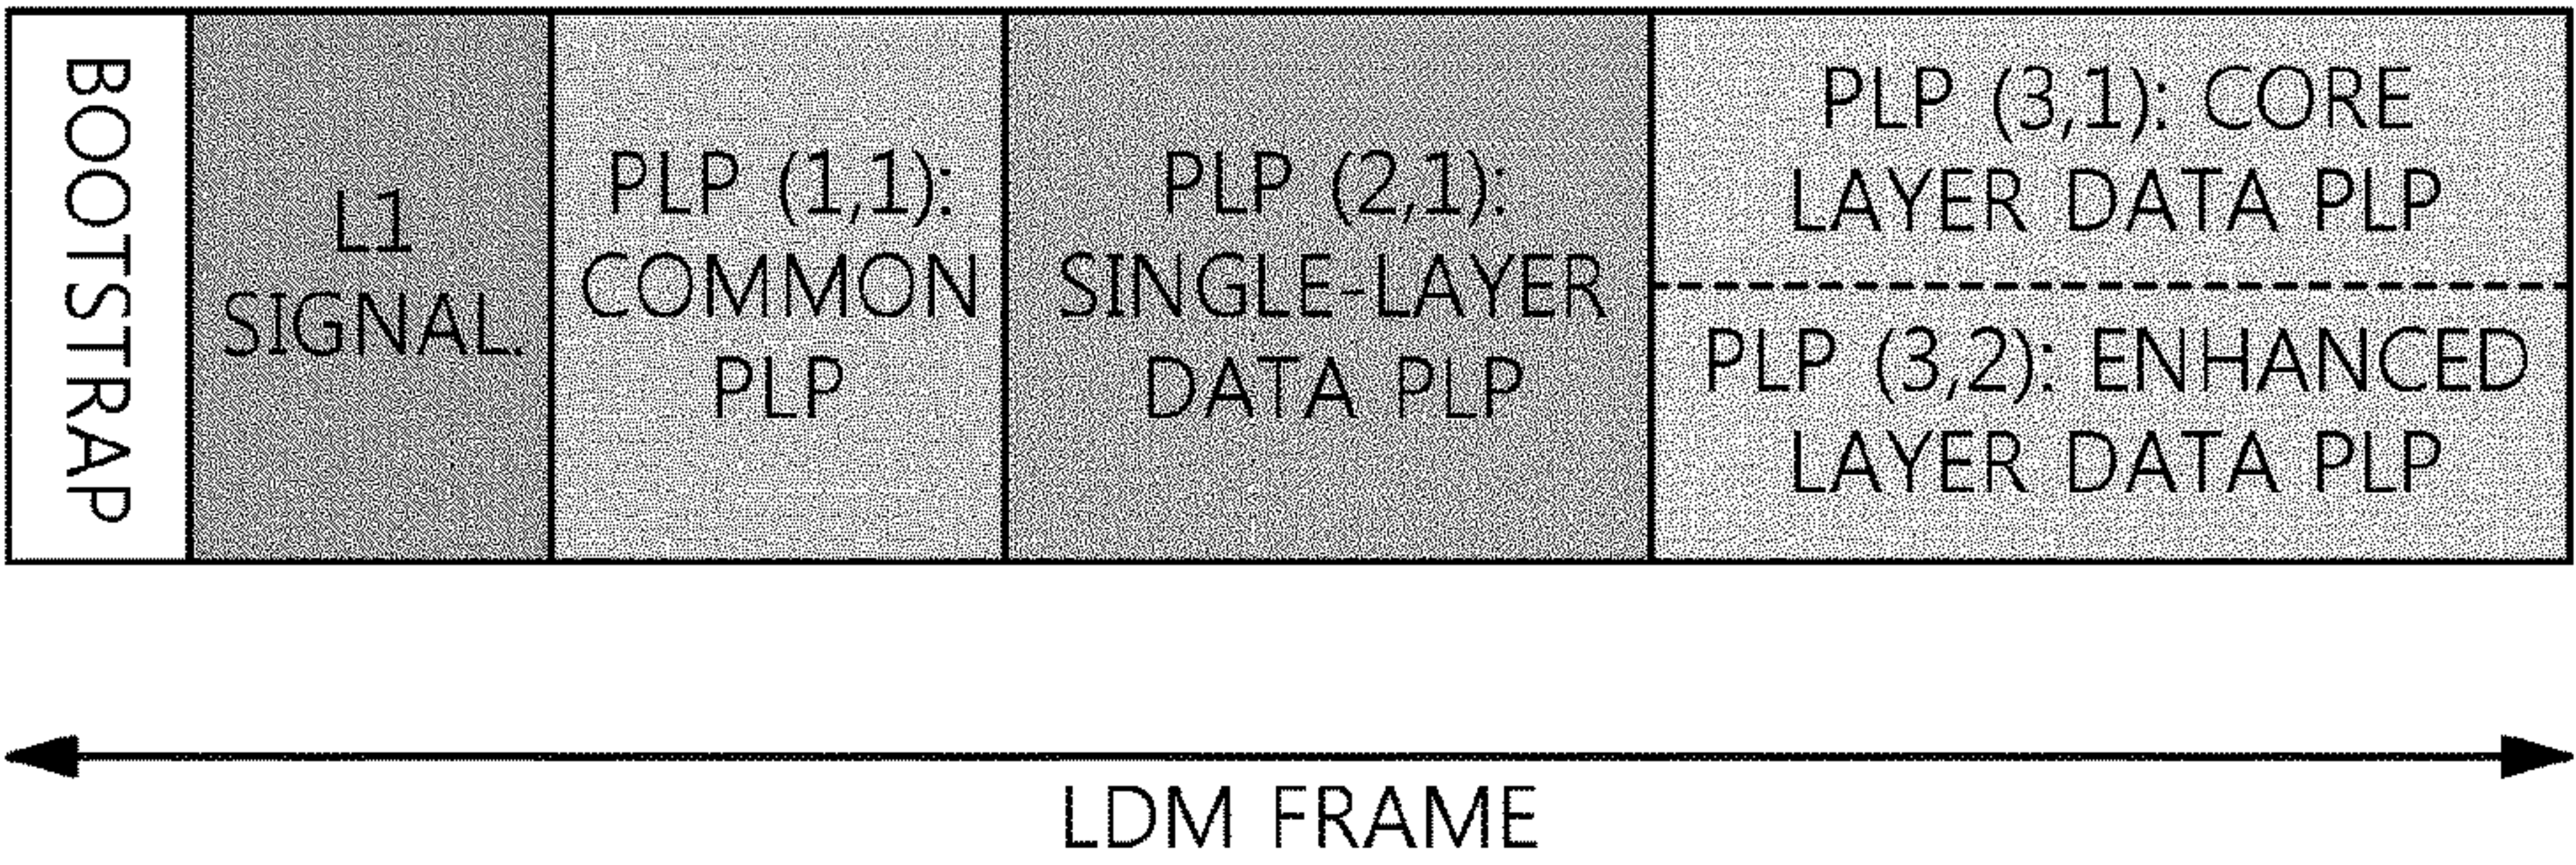 BOOTSTRAP
L1
SIGNAL.
PLP (1,1):
COMMON
PLP
PLP (2,1):
SINGLE-LAYER
DATA PLP
PLP (3,1): CORE
LAYER DATA PLP
PLP (3,2): ENHANCED
LAYER DATA PLP
LDM FRAME